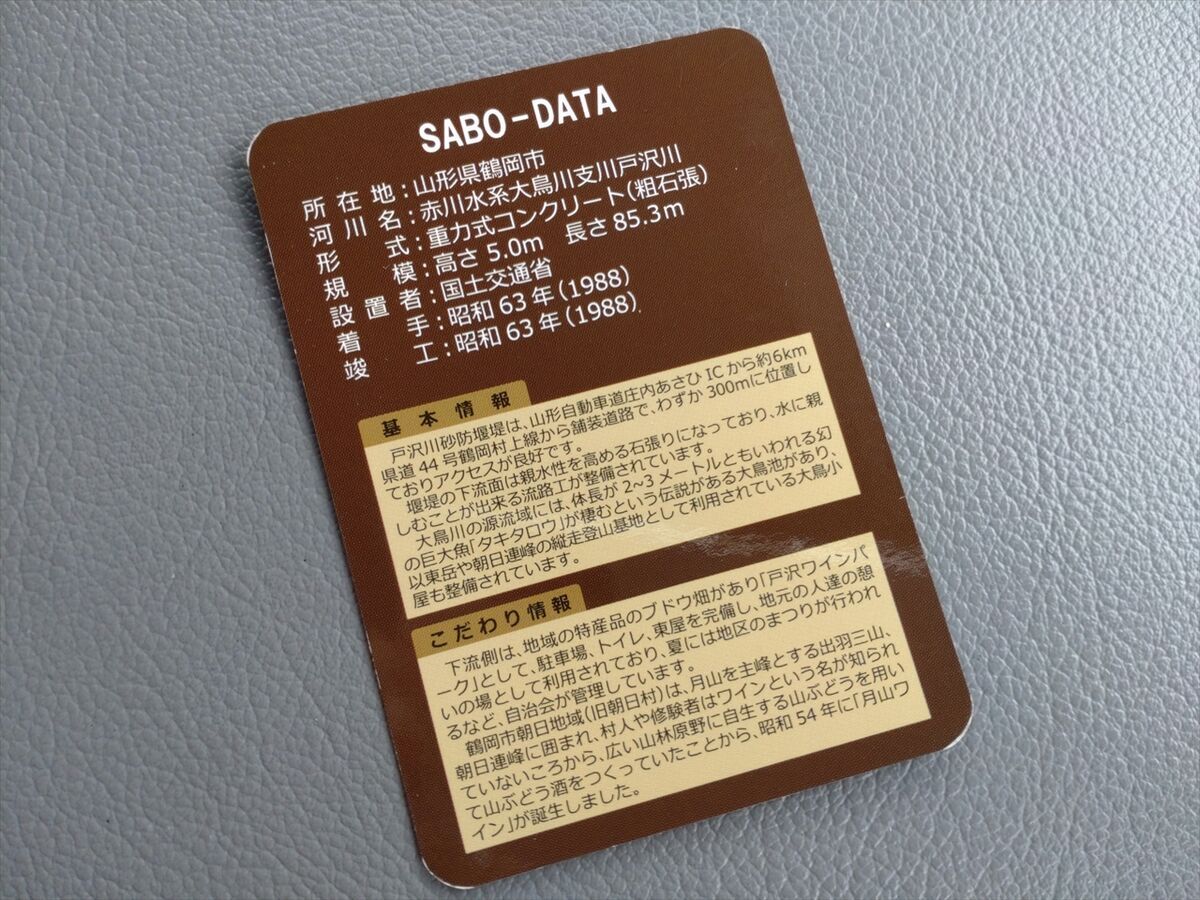 SABO-DATA
所在地：山形県鶴岡市
河川名：赤川水系大鳥川支川戸沢川
形式：重力式コンクリート（粗石張）
規模：高さ 5.0m 長さ 85.3m
設置者：国土交通省
着手：昭和 63 年（1988）
竣工：昭和 63 年（1988）
基本情報
戸沢川砂防堰堤は、山形自動車道庄内あさひ IC から約6km
県道 44 号鶴岡村上線から舗装道路で、わずか 300mに位置し
ておりアクセスが良好です。
堰堤の下流面は親水性を高める石張りになっており、水に親
しむことが出来る流路工が整備されています。
大鳥川の源流域には、体長が 2~3 メートルともいわれる幻
の巨大魚「タキタロウ」が棲むという伝説がある大鳥池があり、
以東岳や朝日連峰の縦走登山基地として利用されている大鳥小
屋も整備されています。
こだわり情報
下流側は、地域の特産品のブドウ畑があり「戸沢ワインパ
ーク」として、駐車場、トイレ、東屋を完備し、地元の人達の憩
いの場として利用されており、夏には地区のまつりが行われ
るなど、自治会が管理しています。
鶴岡市朝日地域（旧朝日村）は、月山を主峰とする出羽三山、
朝日連峰に囲まれ、村人や修験者はワインという名が知られ
ていないころから、広い山林原野に自生する山ぶどうを用い
て山ぶどう酒をつくっていたことから、昭和 54 年に「月山ワ
イン」が誕生しました。